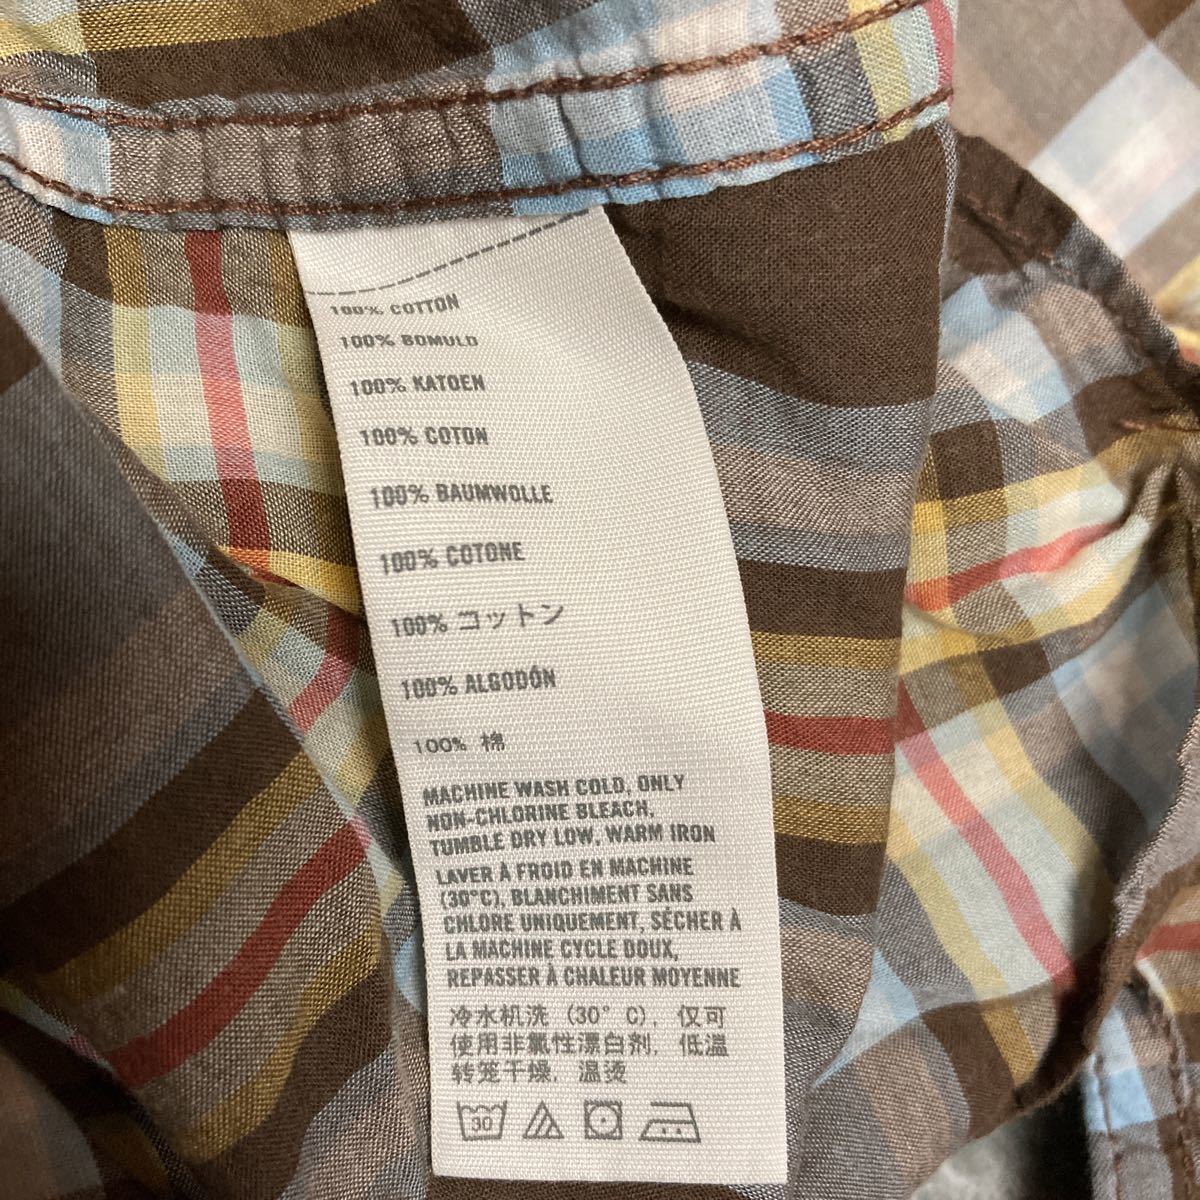 100% COTTON
100% BOMULD
100% KATOEN
100% COTON
100% BAUMWOLLE
100% COTONE
100% コットン
100% ALGODÓN
100% 棉
MACHINE WASH COLD, ONLY
NON-CHLORINE BLEACH,
TUMBLE DRY LOW, WARM IRON
LAVER À FROID EN MACHINE
(30°C), BLANCHIMENT SANS
CHLORE UNIQUEMENT, SÉCHER À
LA MACHINE CYCLE DOUX,
REPASSER À CHALEUR MOYENNE
冷水机洗 (30°C), 仅可
使用非氯性漂白剂, 低温
转笼干燥, 温烫
30